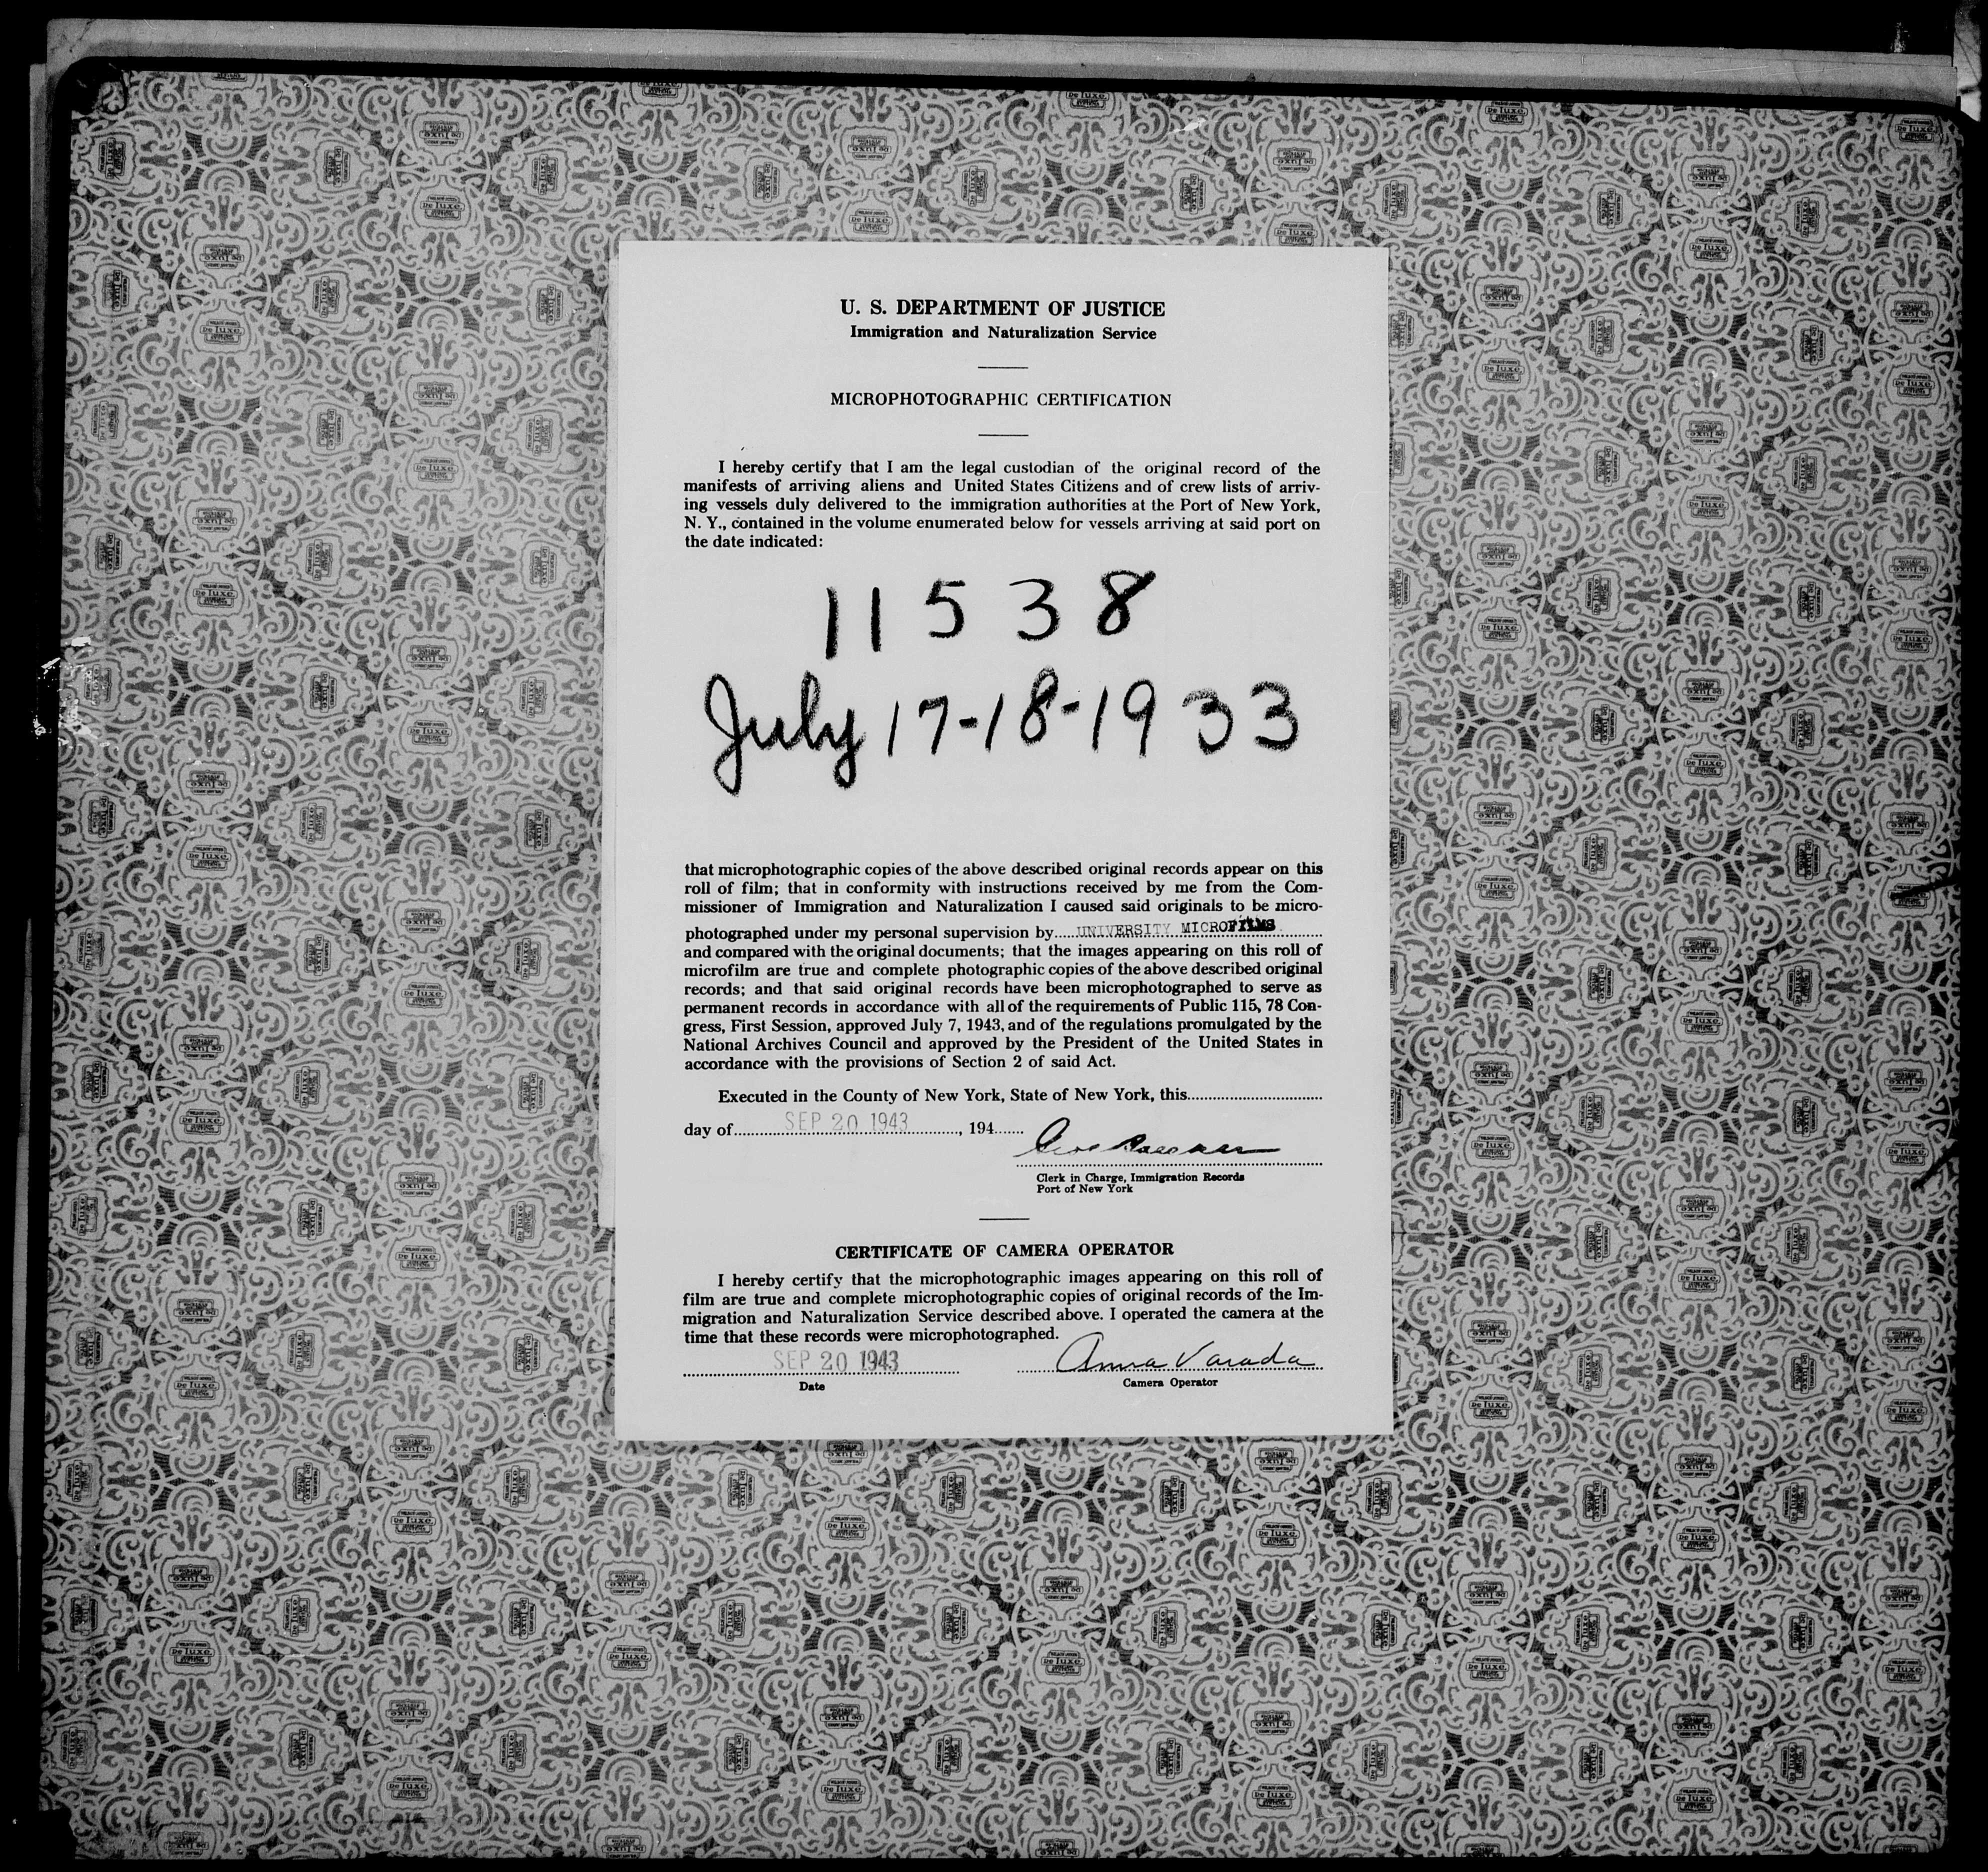 U. S. DEPARTMENT OF JUSTICE
Immigration and Naturalization Service
MICROPHOTOGRAPHIC CERTIFICATION
I hereby certify that I am the legal custodian of the original record of the
manifests of arriving aliens and United States Citizens and of crew lists of arriv-
ing vessels duly delivered to the immigration authorities at the Port of New York,
N. Y., contained in the volume enumerated below for vessels arriving at said port on
the date indicated:
11538
July 17-18-1933
that microphotographic copies of the above described original records appear on this
roll of film; that in conformity with instructions received by me from the Com-
missioner of Immigration and Naturalization I caused said originals to be micro-
photographed under my personal supervision by UNIVERSITY MICROFILMS
and compared with the original documents; that the images appearing on this roll of
microfilm are true and complete photographic copies of the above described original
records; and that said original records have been microphotographed to serve as
permanent records in accordance with all of the requirements of Public 115, 78 Con-
gress, First Session, approved July 7, 1943, and of the regulations promulgated by the
National Archives Council and approved by the President of the United States in
accordance with the provisions of Section 2 of said Act.
Executed in the County of New York, State of New York, this
day of SEP 20 1943, 194
Clerk in Charge, Immigration Records
Port of New York
CERTIFICATE OF CAMERA OPERATOR
I hereby certify that the microphotographic images appearing on this roll of
film are true and complete microphotographic copies of original records of the Im-
migration and Naturalization Service described above. I operated the camera at the
time that these records were microphotographed.
SEP 20 1943 Anna Varada
Date Camera Operator
De Luxe